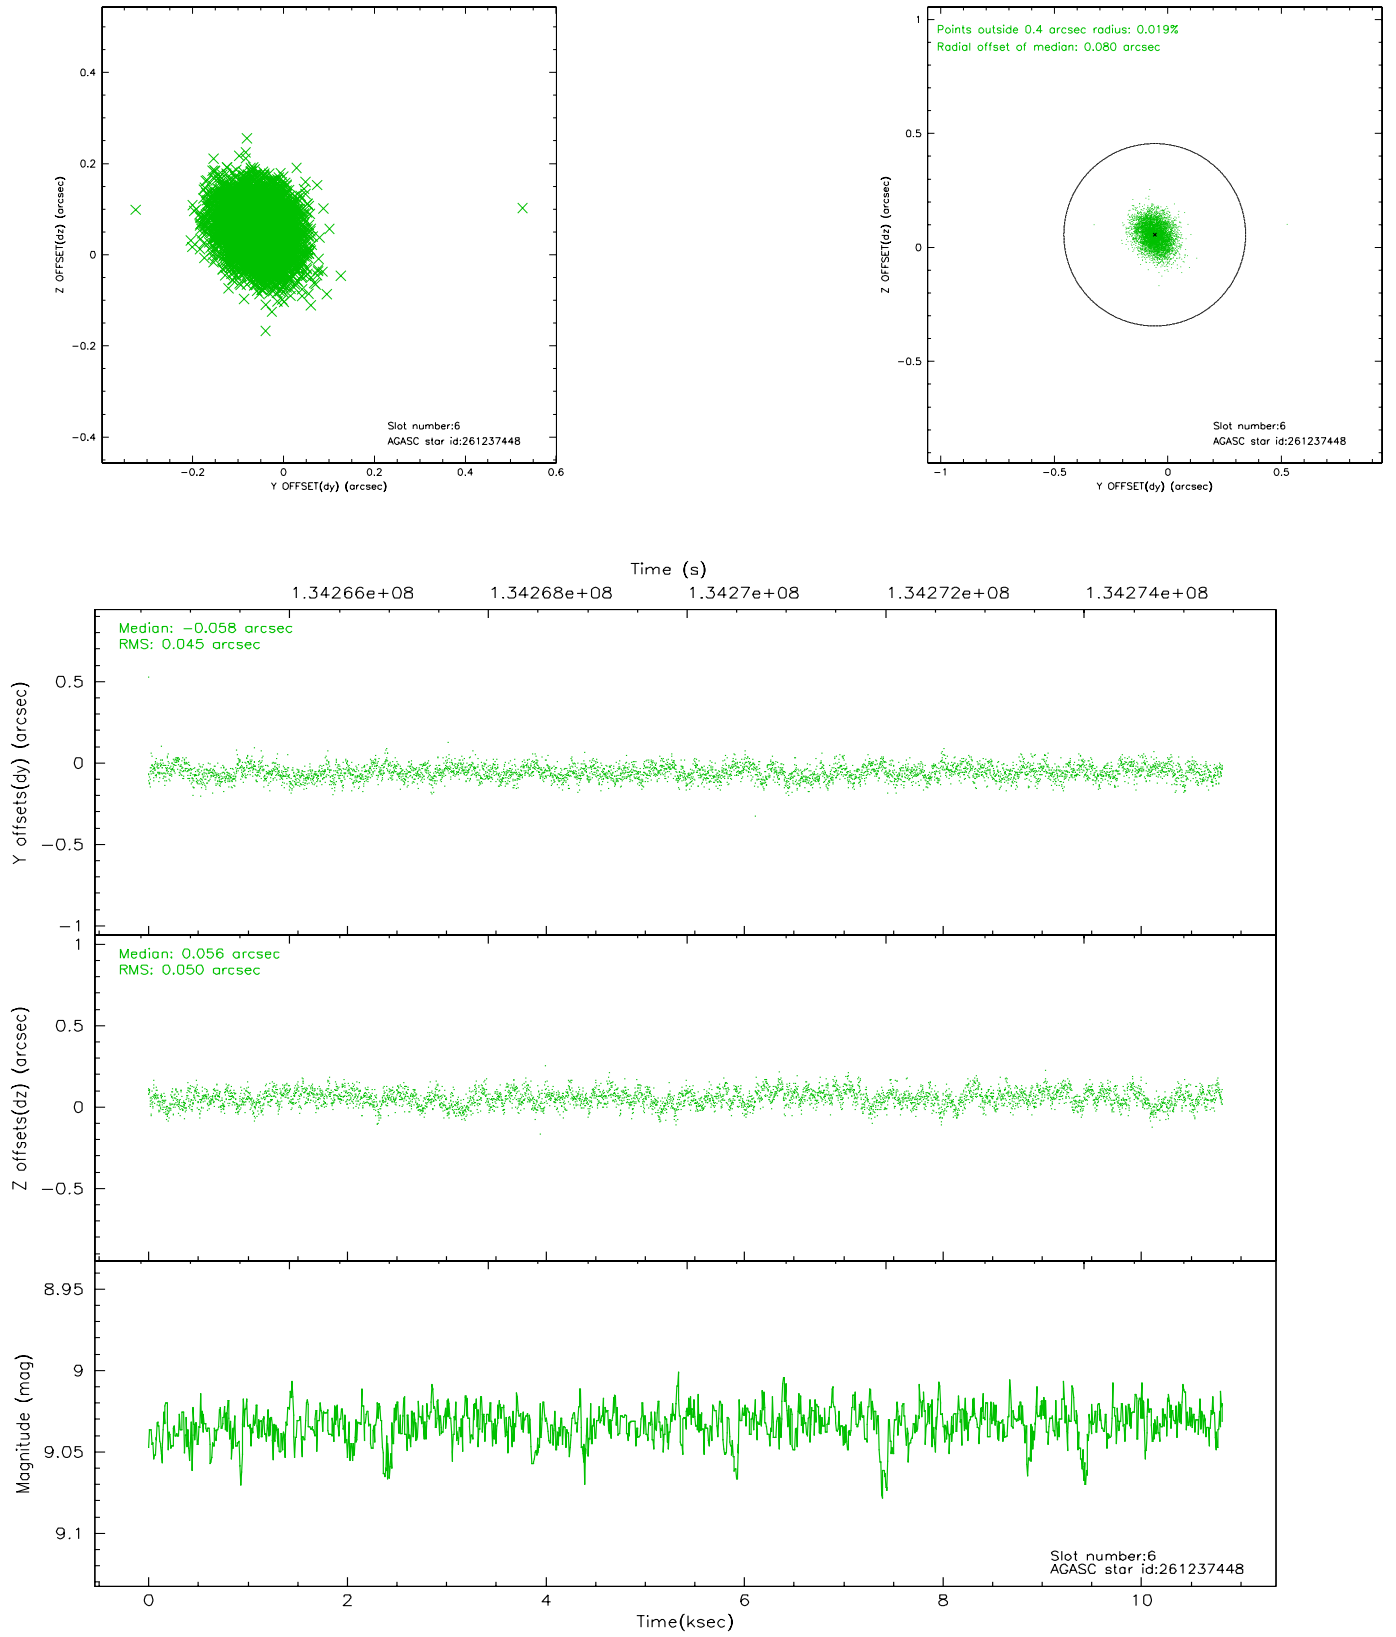 0.4
0.2
0
-0.2
-0.4
Z OFFSET(dz) (arcsec)
-0.2 0 0.2 0.4 0.6
Y OFFSET(dy) (arcsec)
Slot number:6
AGASC star id:261237448
Points outside 0.4 arcsec radius: 0.019%
Radial offset of median: 0.080 arcsec
1
0.5
0
-0.5
Z OFFSET(dz) (arcsec)
-1 -0.5 0 0.5
Y OFFSET(dy) (arcsec)
Slot number:6
AGASC star id:261237448
Time (s)
1.34266e+08 1.34268e+08 1.3427e+08 1.34272e+08 1.34274e+08
Median: -0.058 arcsec
RMS: 0.045 arcsec
0.5
0
-0.5
-1
Y offsets(dy) (arcsec)
Median: 0.056 arcsec
RMS: 0.050 arcsec
1
0.5
0
-0.5
Z offsets(dz) (arcsec)
8.95
9
9.05
9.1
Magnitude (mag)
Slot number:6
AGASC star id:261237448
0 2 4 6 8 10
Time(ksec)